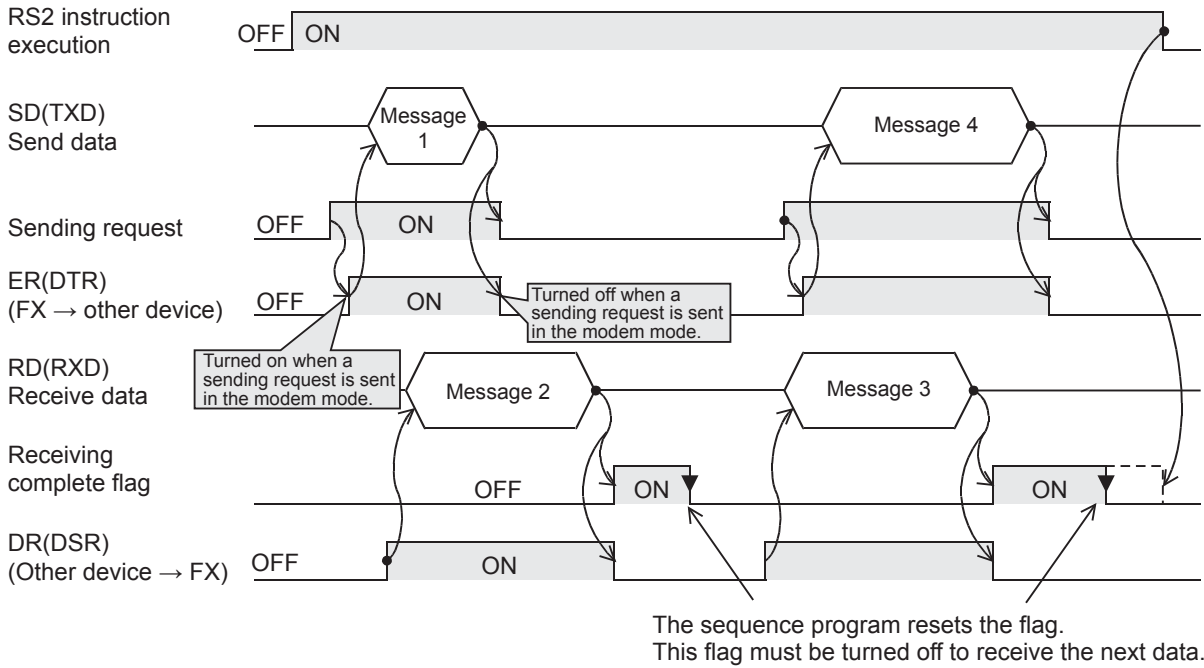 RS2 instruction
execution
OFF
ON
SD(TXD)
Send data
Message
1
Message 4
Sending request
OFF
ON
ER(DTR)
(FX → other device)
OFF
ON
Turned off when a
sending request is sent
in the modem mode.
Turned on when a
sending request is sent
in the modem mode.
RD(RXD)
Receive data
Message 2
Message 3
Receiving
complete flag
OFF
ON
ON
DR(DSR)
(Other device → FX)
OFF
ON
The sequence program resets the flag.
This flag must be turned off to receive the next data.